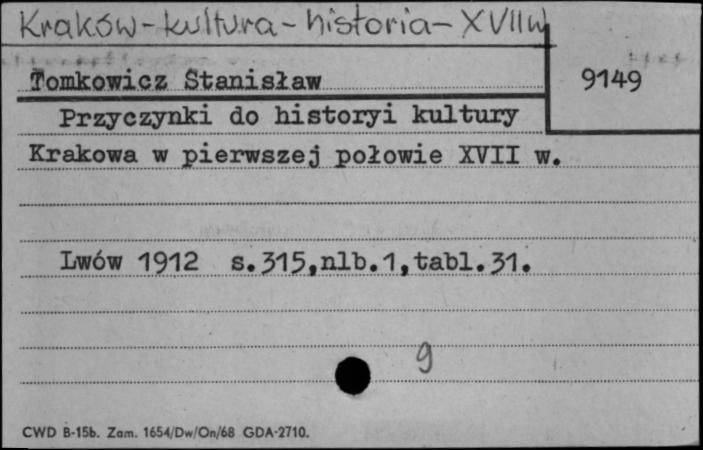 Kraków - kultura - historia - XVII w
9149
Tomkowicz Stanisław
Przyczynki do historyi kultury
Krakowa w pierwszej połowie XVII w.
Lwów 1912 s.315,nlb.1,tabl.31.
9
CWD B-15b. Zam. 1654/Dw/On/68 GDA-2710.